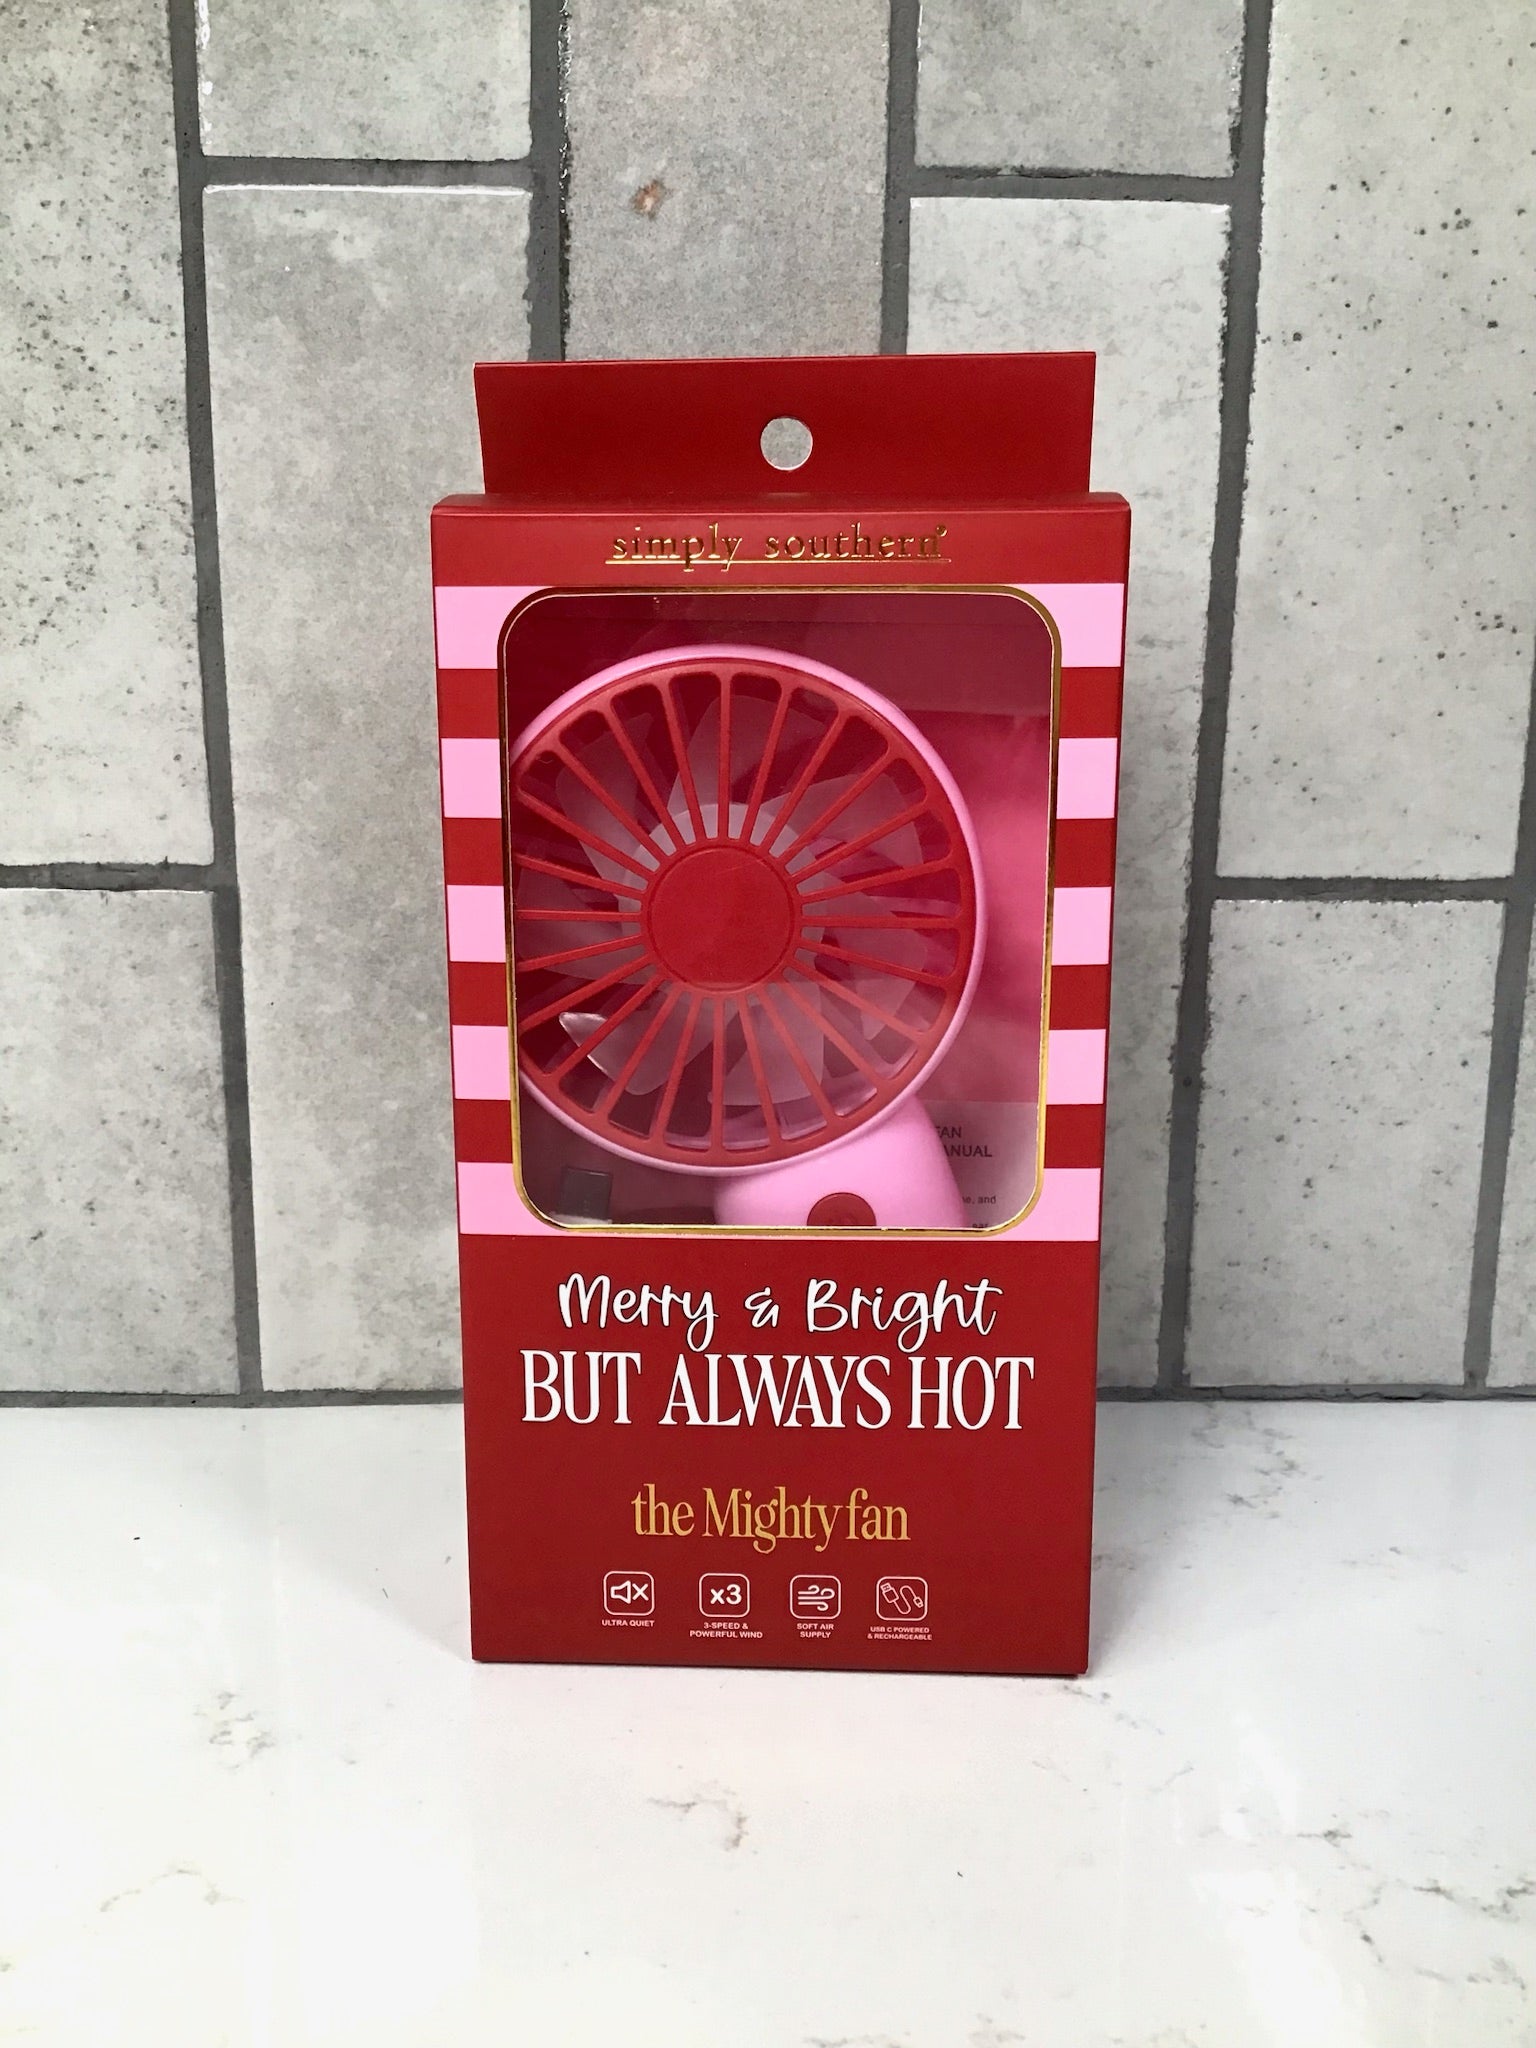 simply southern®
FAN
ANUAL
e, and
Merry & Bright
BUT ALWAYS HOT
the Mighty fan
x3
ULTRA QUIET
3-SPEED &
POWERFUL WIND
SOFT AIR
SUPPLY
USB C POWERED
& RECHARGEABLE